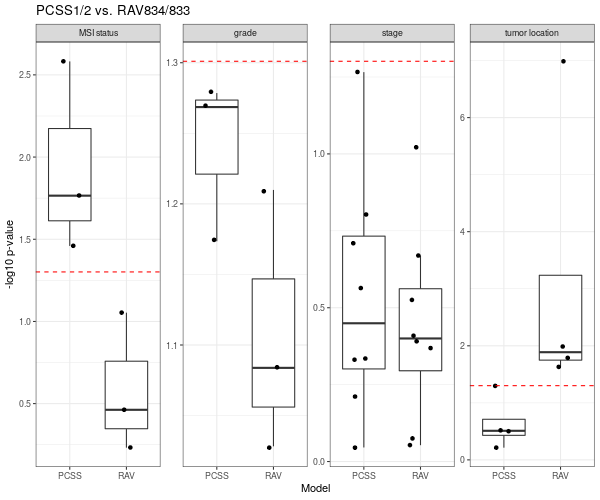 PCSS1/2 vs. RAV834/833
MSI status
grade
stage
tumor location
-log10 p-value
2.5
2.0
1.5
1.0
0.5
1.3
1.2
1.1
1.0
0.5
0.0
6
4
2
0
PCSS RAV
PCSS RAV
PCSS RAV
PCSS RAV
Model